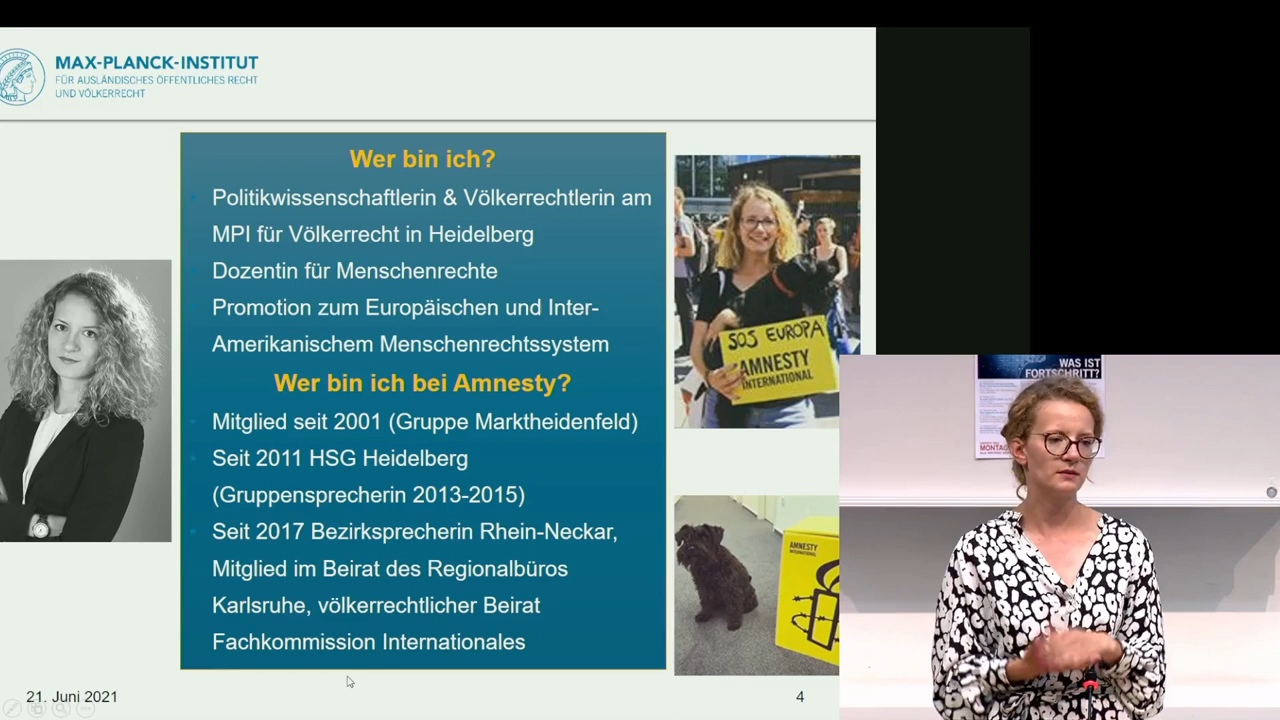 MAX-PLANCK-INSTITUT
FÜR AUSLÄNDISCHES ÖFFENTLICHES RECHT
UND VÖLKERRECHT
Wer bin ich?
Politikwissenschaftlerin & Völkerrechtlerin am
MPI für Völkerrecht in Heidelberg
Dozentin für Menschenrechte
Promotion zum Europäischen und Inter-
Amerikanischem Menschenrechtssystem
Wer bin ich bei Amnesty?
Mitglied seit 2001 (Gruppe Marktheidenfeld)
Seit 2011 HSG Heidelberg
(Gruppensprecherin 2013-2015)
Seit 2017 Bezirksprecherin Rhein-Neckar,
Mitglied im Beirat des Regionalbüros
Karlsruhe, völkerrechtlicher Beirat
Fachkommission Internationales
SOS EUROPA
AMNESTY
INTERNATIONAL
AMNESTY
INTERNATIONAL
WAS IST
FORTSCHRITT?
MONTAG
21. Juni 2021
4